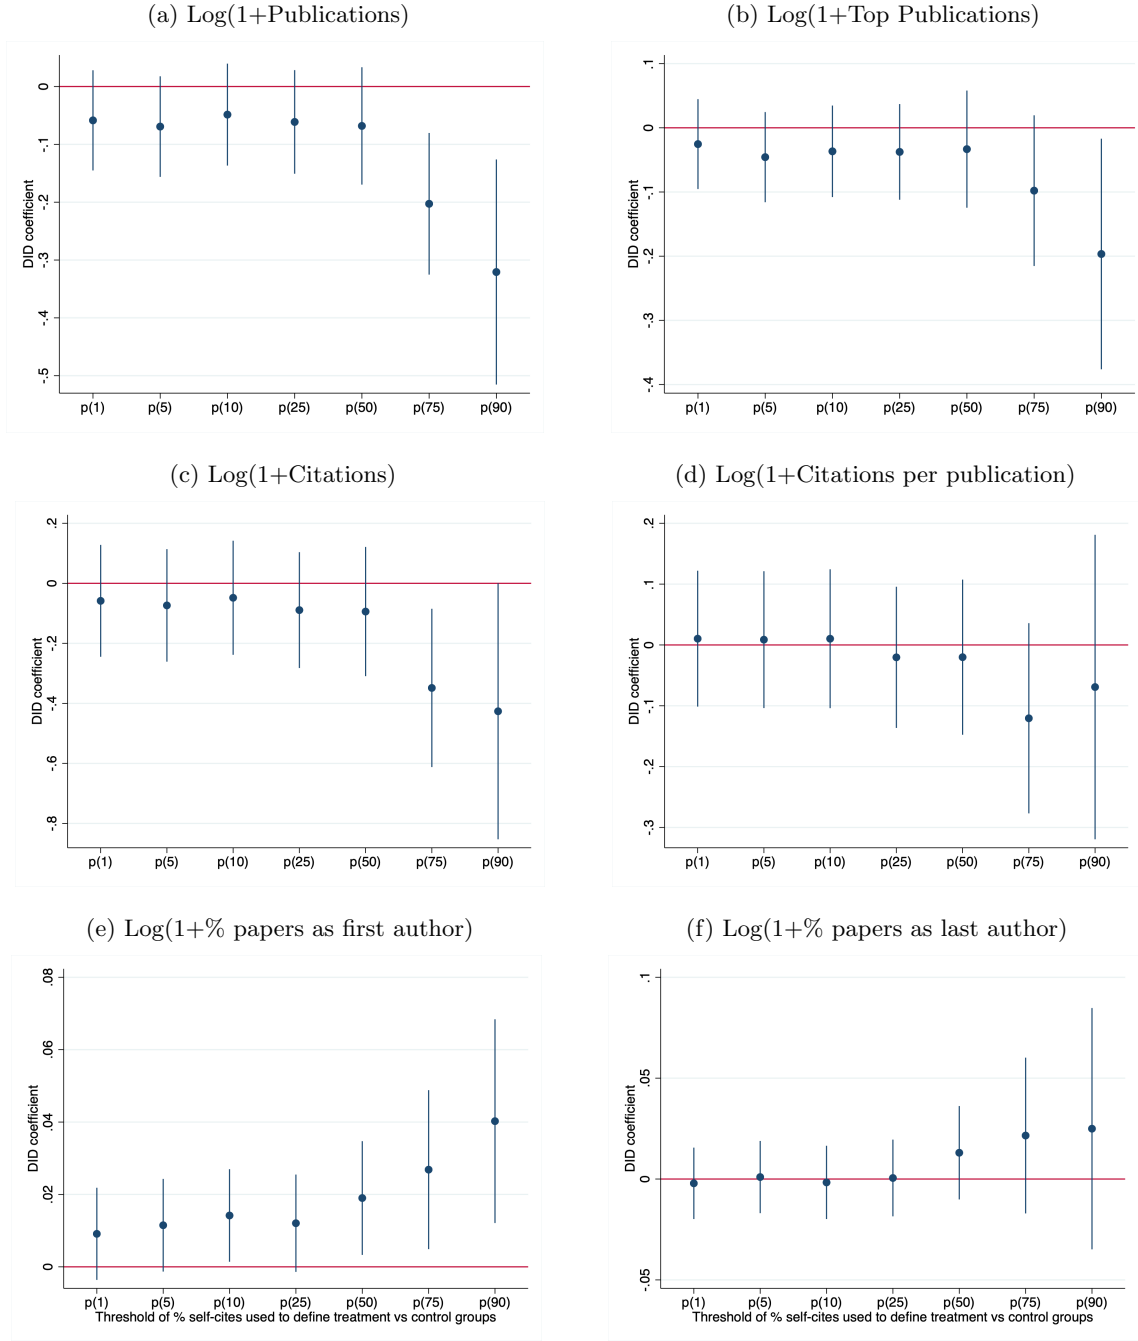 (a) Log(1+Publications)
DID coefficient
0
-.1
-.2
-.3
-.4
-.5
p(1) p(5) p(10) p(25) p(50) p(75) p(90)
(b) Log(1+Top Publications)
DID coefficient
.1
0
-.1
-.2
-.3
-.4
p(1) p(5) p(10) p(25) p(50) p(75) p(90)
(c) Log(1+Citations)
DID coefficient
.2
0
-.2
-.4
-.6
-.8
p(1) p(5) p(10) p(25) p(50) p(75) p(90)
(d) Log(1+Citations per publication)
DID coefficient
.2
.1
0
-.1
-.2
-.3
p(1) p(5) p(10) p(25) p(50) p(75) p(90)
(e) Log(1+% papers as first author)
DID coefficient
.08
.06
.04
.02
0
p(1) p(5) p(10) p(25) p(50) p(75) p(90)
Threshold of % self-cites used to define treatment vs control groups
(f) Log(1+% papers as last author)
DID coefficient
.1
.05
0
-.05
p(1) p(5) p(10) p(25) p(50) p(75) p(90)
Threshold of % self-cites used to define treatment vs control groups